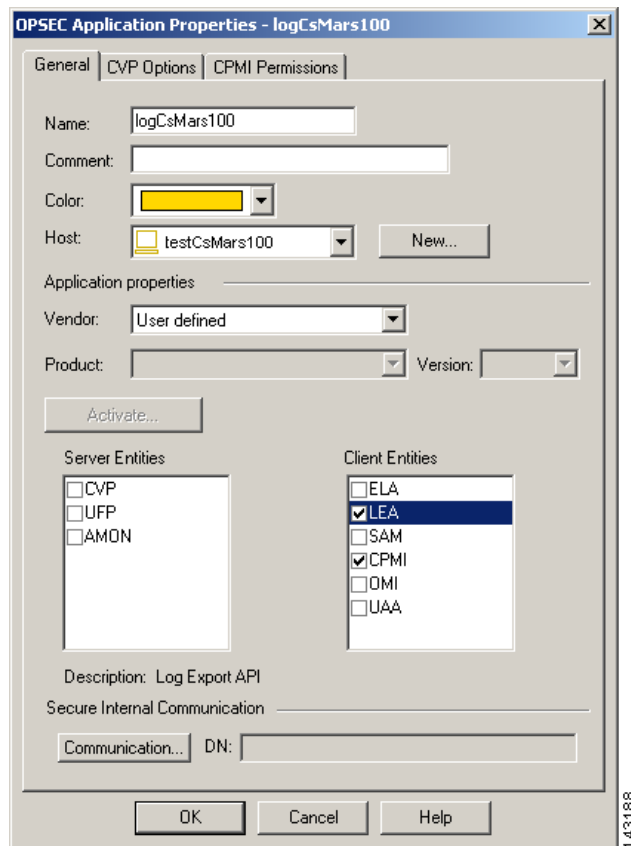 OPSEC Application Properties - logCsMars100
General CVP Options CPMI Permissions
Name: logCsMars100
Comment:
Color:
Host: testCsMars100 New...
Application properties
Vendor: User defined
Product: Version:
Activate...
Server Entities Client Entities
CVP ELA
UFP LEA
AMON SAM
CPMI
OMI
UAA
Description: Log Export API
Secure Internal Communication
Communication... DN:
OK Cancel Help
143188